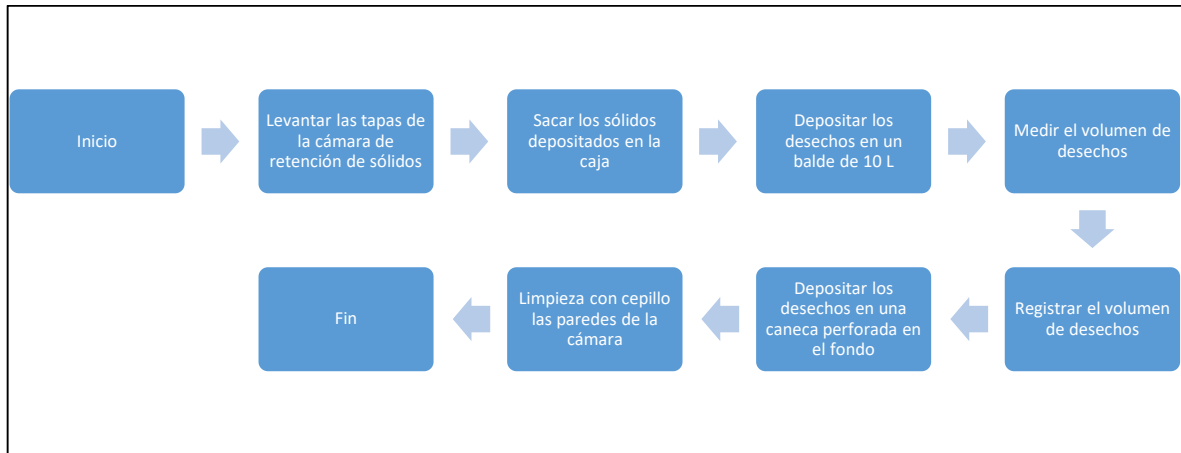 Inicio
Levantar las tapas de
la cámara de
retención de sólidos
Sacar los sólidos
depositados en la
caja
Depositar los
desechos en un
balde de 10 L
Medir el volumen de
desechos
Registrar el volumen
de desechos
Depositar los
desechos en una
caneca perforada en
el fondo
Limpieza con cepillo
las paredes de la
cámara
Fin